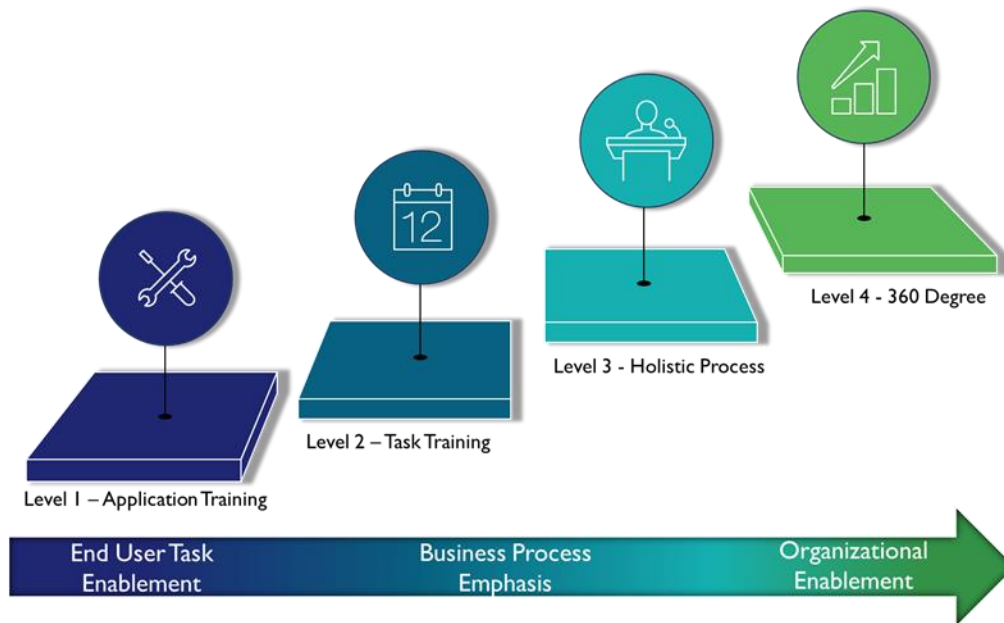 12
Level 1 – Application Training
Level 2 – Task Training
Level 3 - Holistic Process
Level 4 - 360 Degree
End User Task
Enablement
Business Process
Emphasis
Organizational
Enablement